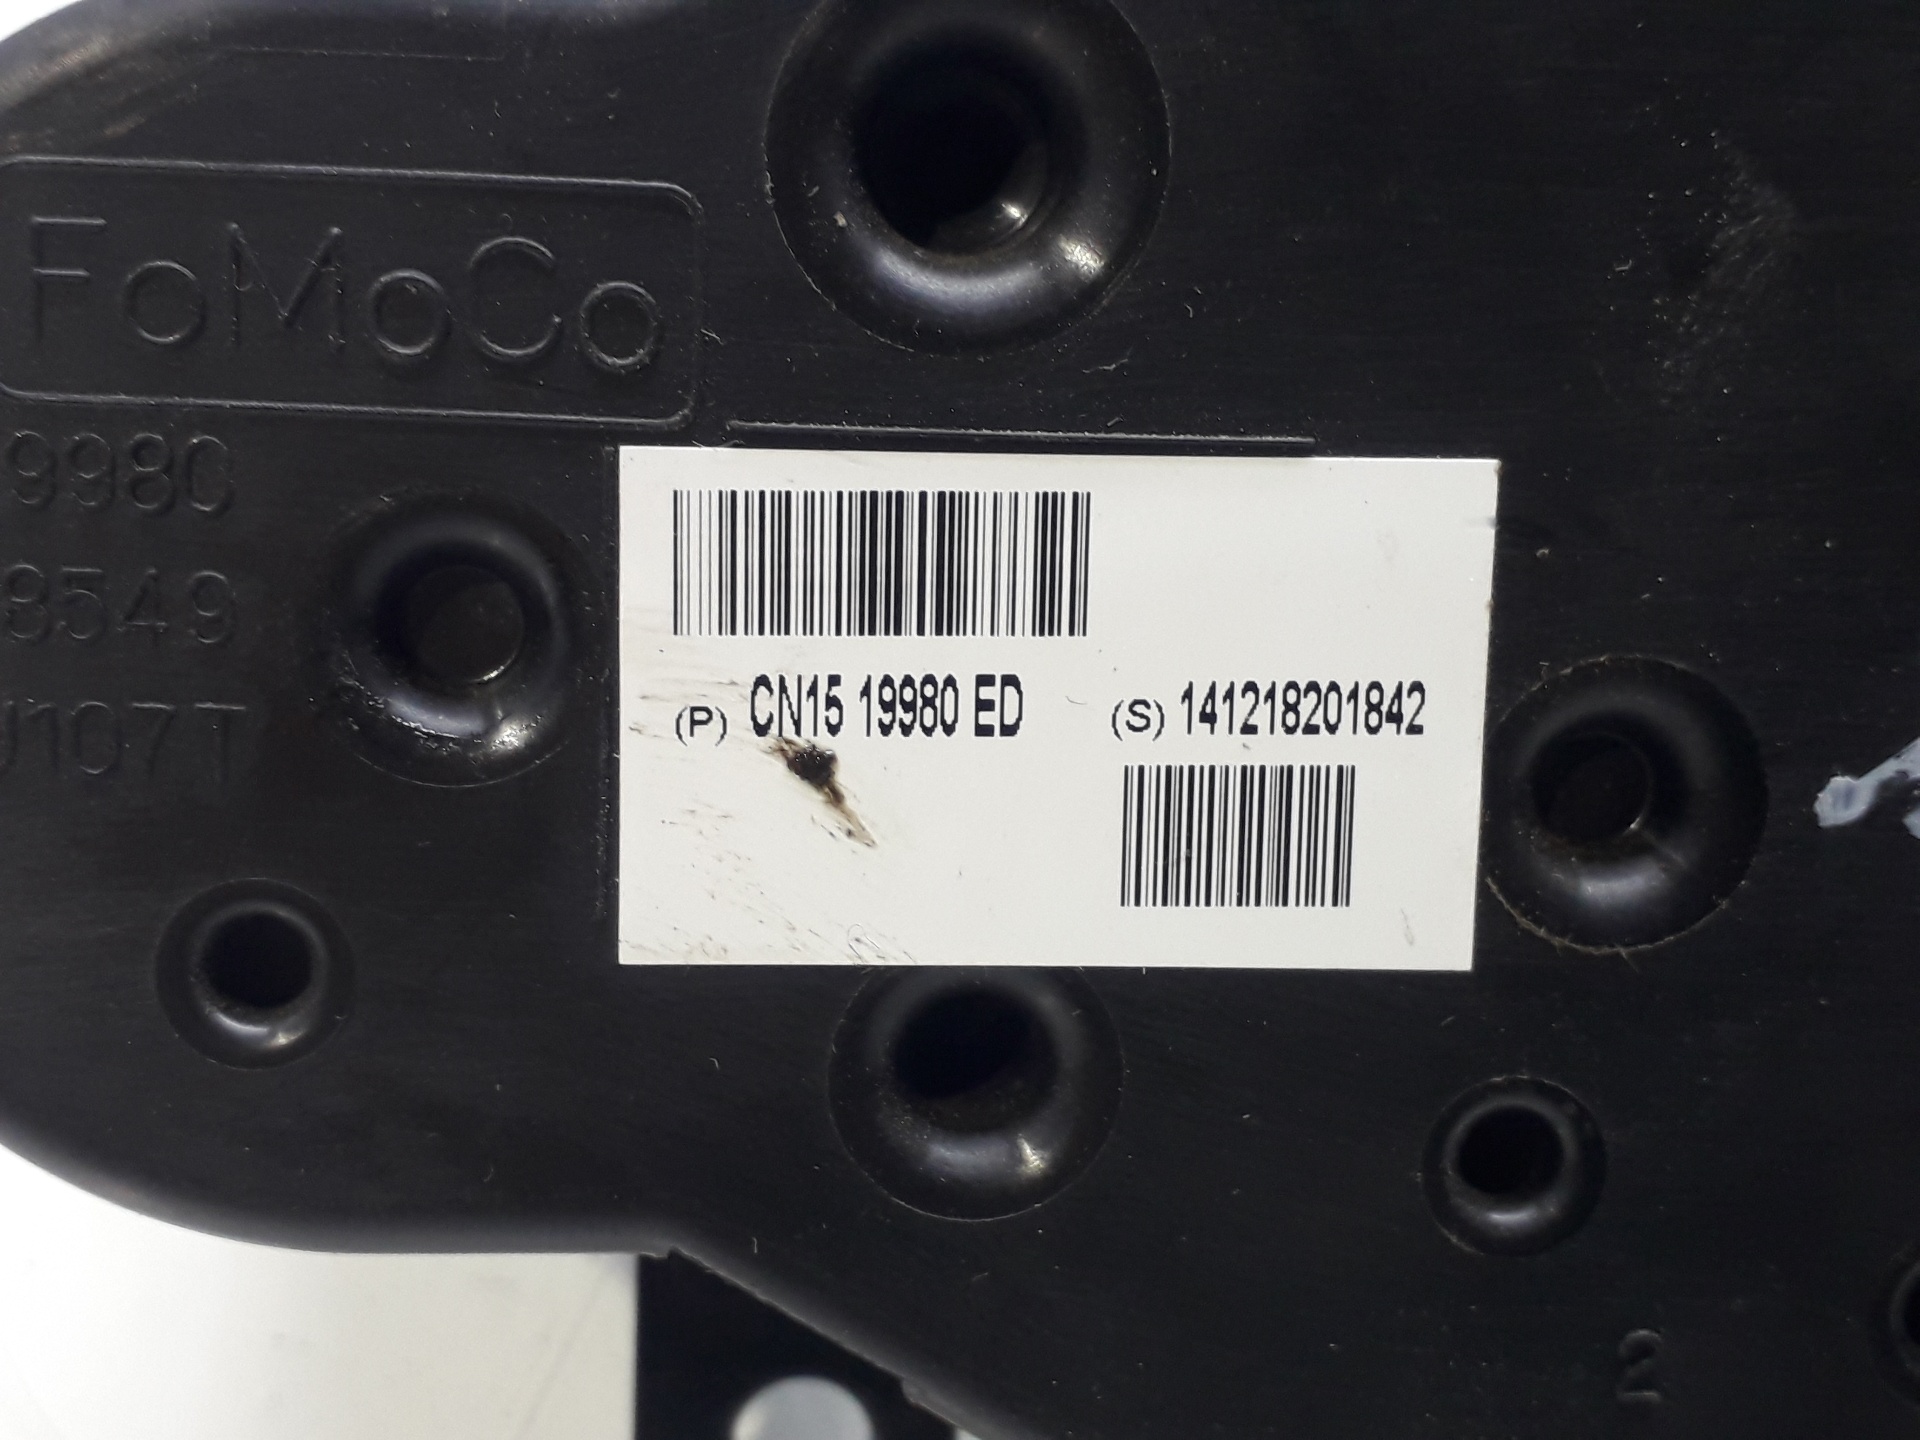 FoMoCo
9980
8549
U107T
(P) CN15 19980 ED
(S) 141218201842
2